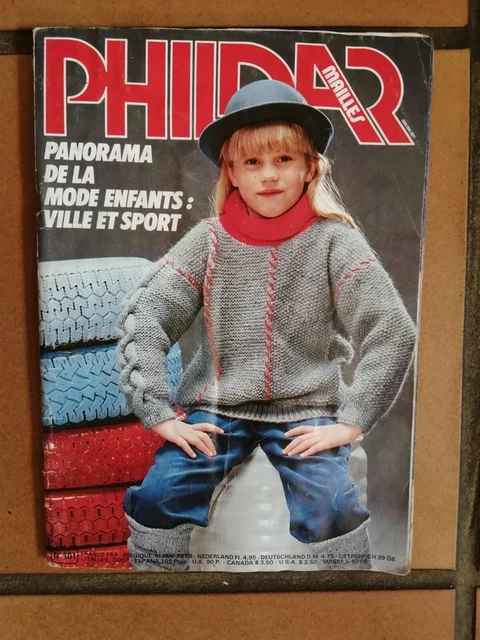 PHILDAR
MAILLES
PANORAMA
DE LA
MODE ENFANTS :
VILLE ET SPORT
NEDERLAND Fl. 4.95 · DEUTSCHLAND D.M. 4.75 · ÖSTERREICH 39 ÖS
U.K. 90 P. · CANADA $ 3.50 · U.S.A. $ 3.50